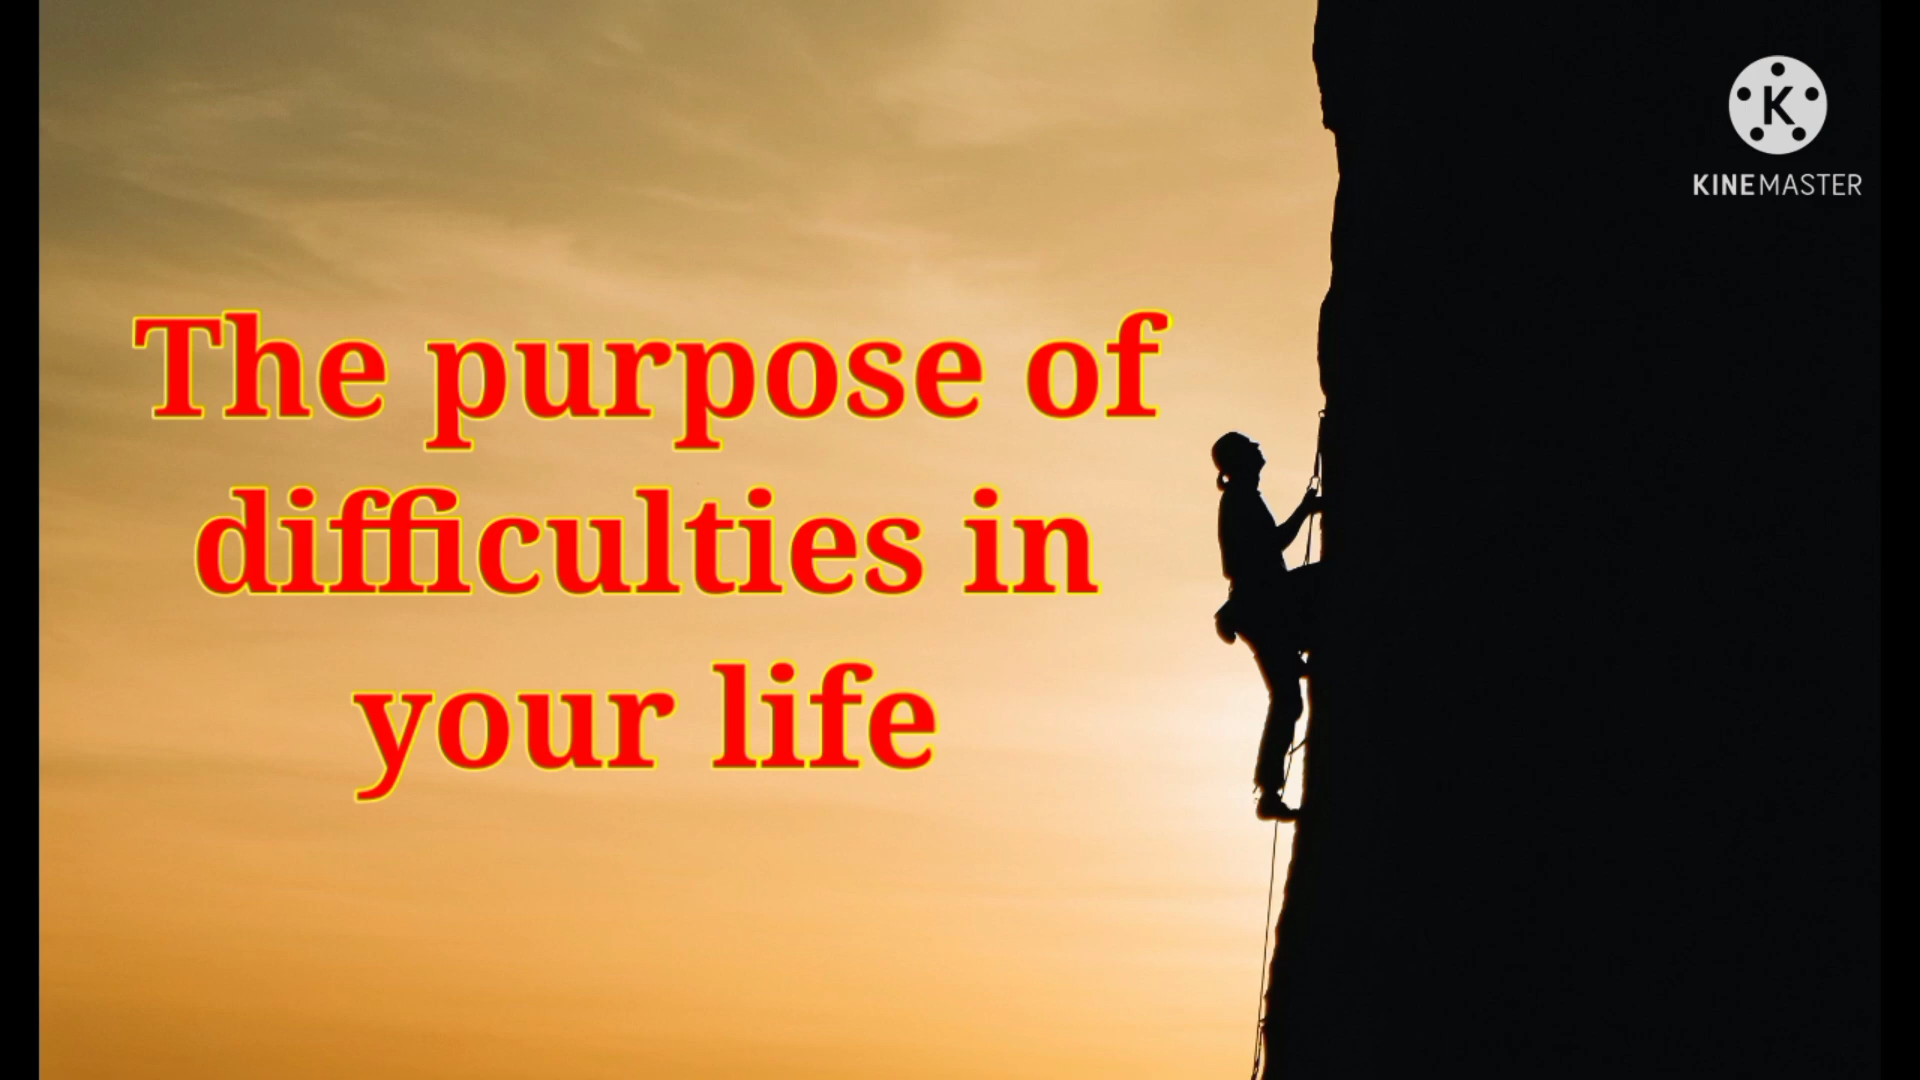 K
KINEMASTER
The purpose of
difficulties in
your life